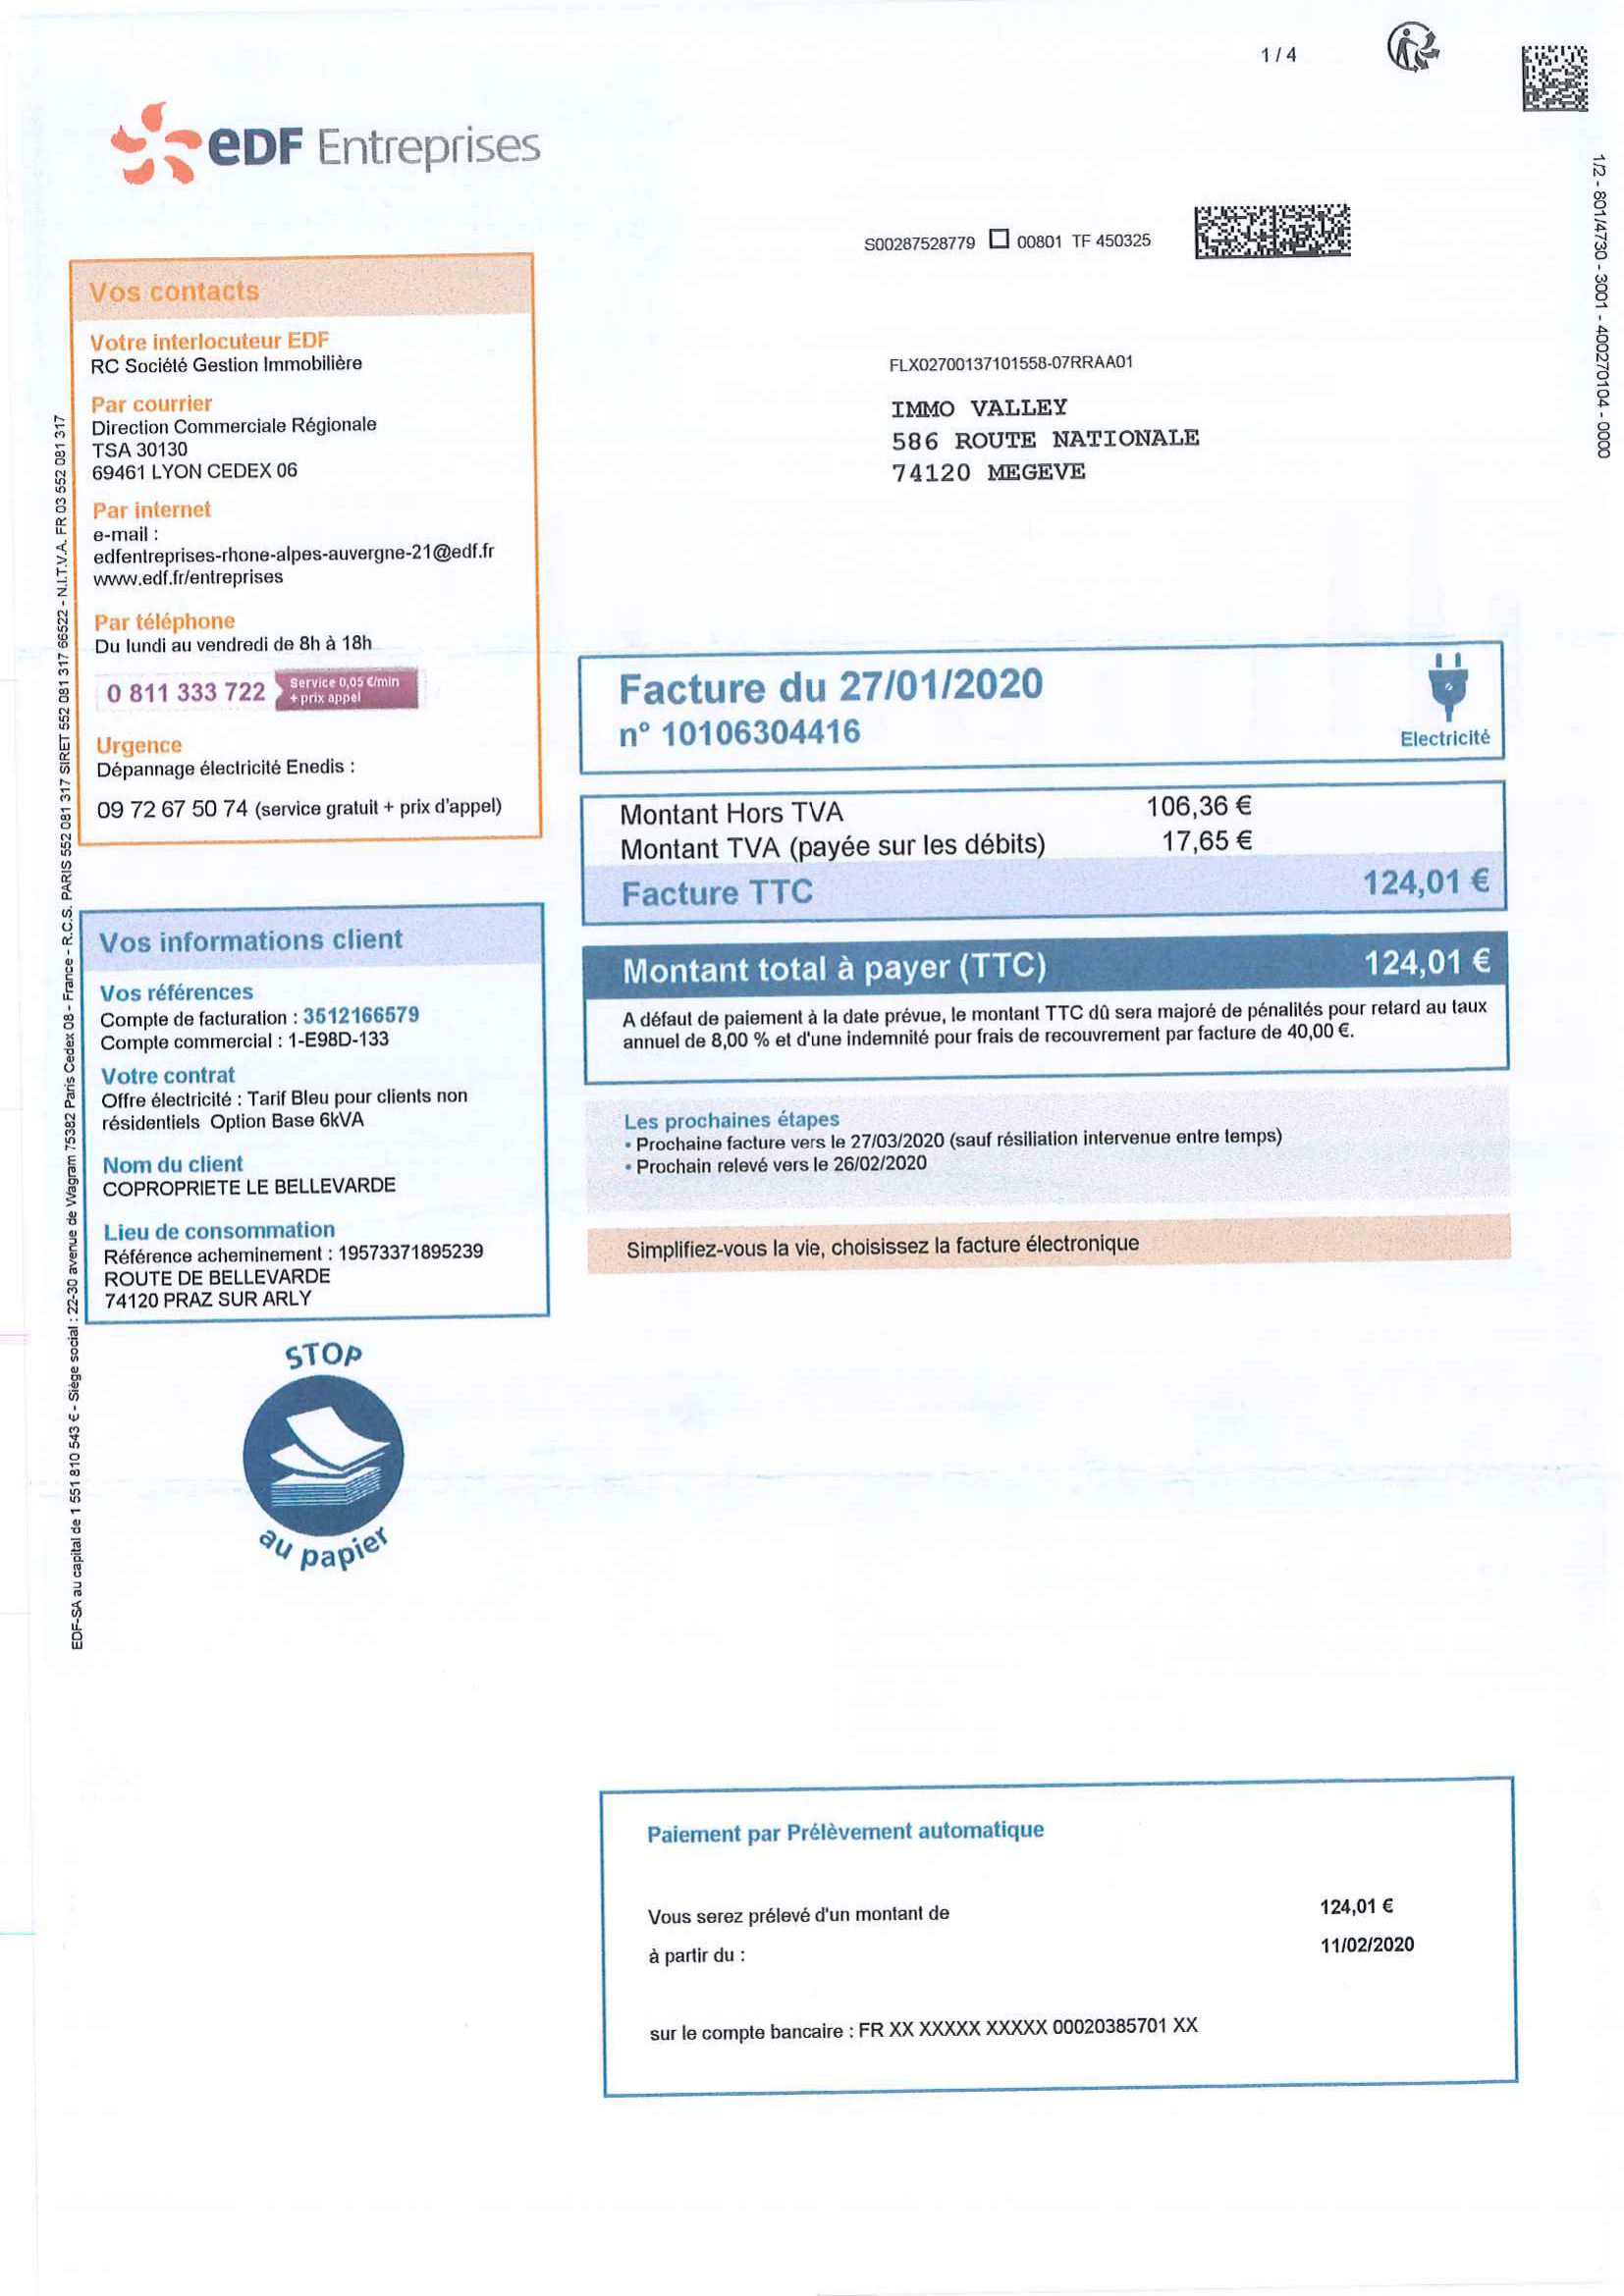 1 / 4
eDF Entreprises
S00287528779 00801 TF 450325
1/2 - 801/4730 - 3001 - 400270104 - 0000
Vos contacts
Votre interlocuteur EDF
RC Société Gestion Immobilière
Par courrier
Direction Commerciale Régionale
TSA 30130
69461 LYON CEDEX 06
Par internet
e-mail :
edfentreprises-rhone-alpes-auvergne-21@edf.fr
www.edf.fr/entreprises
Par téléphone
Du lundi au vendredi de 8h à 18h
0 811 333 722 Service 0,05 €/min
+ prix appel
Urgence
Dépannage électricité Enedis :
09 72 67 50 74 (service gratuit + prix d'appel)
FLX02700137101558-07RRAA01
IMMO VALLEY
586 ROUTE NATIONALE
74120 MEGEVE
Facture du 27/01/2020
n° 10106304416
Electricité
Montant Hors TVA 106,36 €
Montant TVA (payée sur les débits) 17,65 €
Facture TTC 124,01 €
Montant total à payer (TTC) 124,01 €
A défaut de paiement à la date prévue, le montant TTC dû sera majoré de pénalités pour retard au taux
annuel de 8,00 % et d'une indemnité pour frais de recouvrement par facture de 40,00 €.
Les prochaines étapes
• Prochaine facture vers le 27/03/2020 (sauf résiliation intervenue entre temps)
• Prochain relevé vers le 26/02/2020
Simplifiez-vous la vie, choisissez la facture électronique
Vos informations client
Vos références
Compte de facturation : 3512166579
Compte commercial : 1-E98D-133
Votre contrat
Offre électricité : Tarif Bleu pour clients non
résidentiels Option Base 6kVA
Nom du client
COPROPRIETE LE BELLEVARDE
Lieu de consommation
Référence acheminement : 19573371895239
ROUTE DE BELLEVARDE
74120 PRAZ SUR ARLY
STOP
au papier
EDF-SA au capital de 1 551 810 543 € - Siège social : 22-30 avenue de Wagram 75382 Paris Cedex 08 - France - R.C.S. PARIS 552 081 317 SIRET 552 081 317 66522 - N.I.T.V.A. FR 03 552 081 317
Paiement par Prélèvement automatique
Vous serez prélevé d'un montant de 124,01 €
à partir du : 11/02/2020
sur le compte bancaire : FR XX XXXXX XXXXX 00020385701 XX